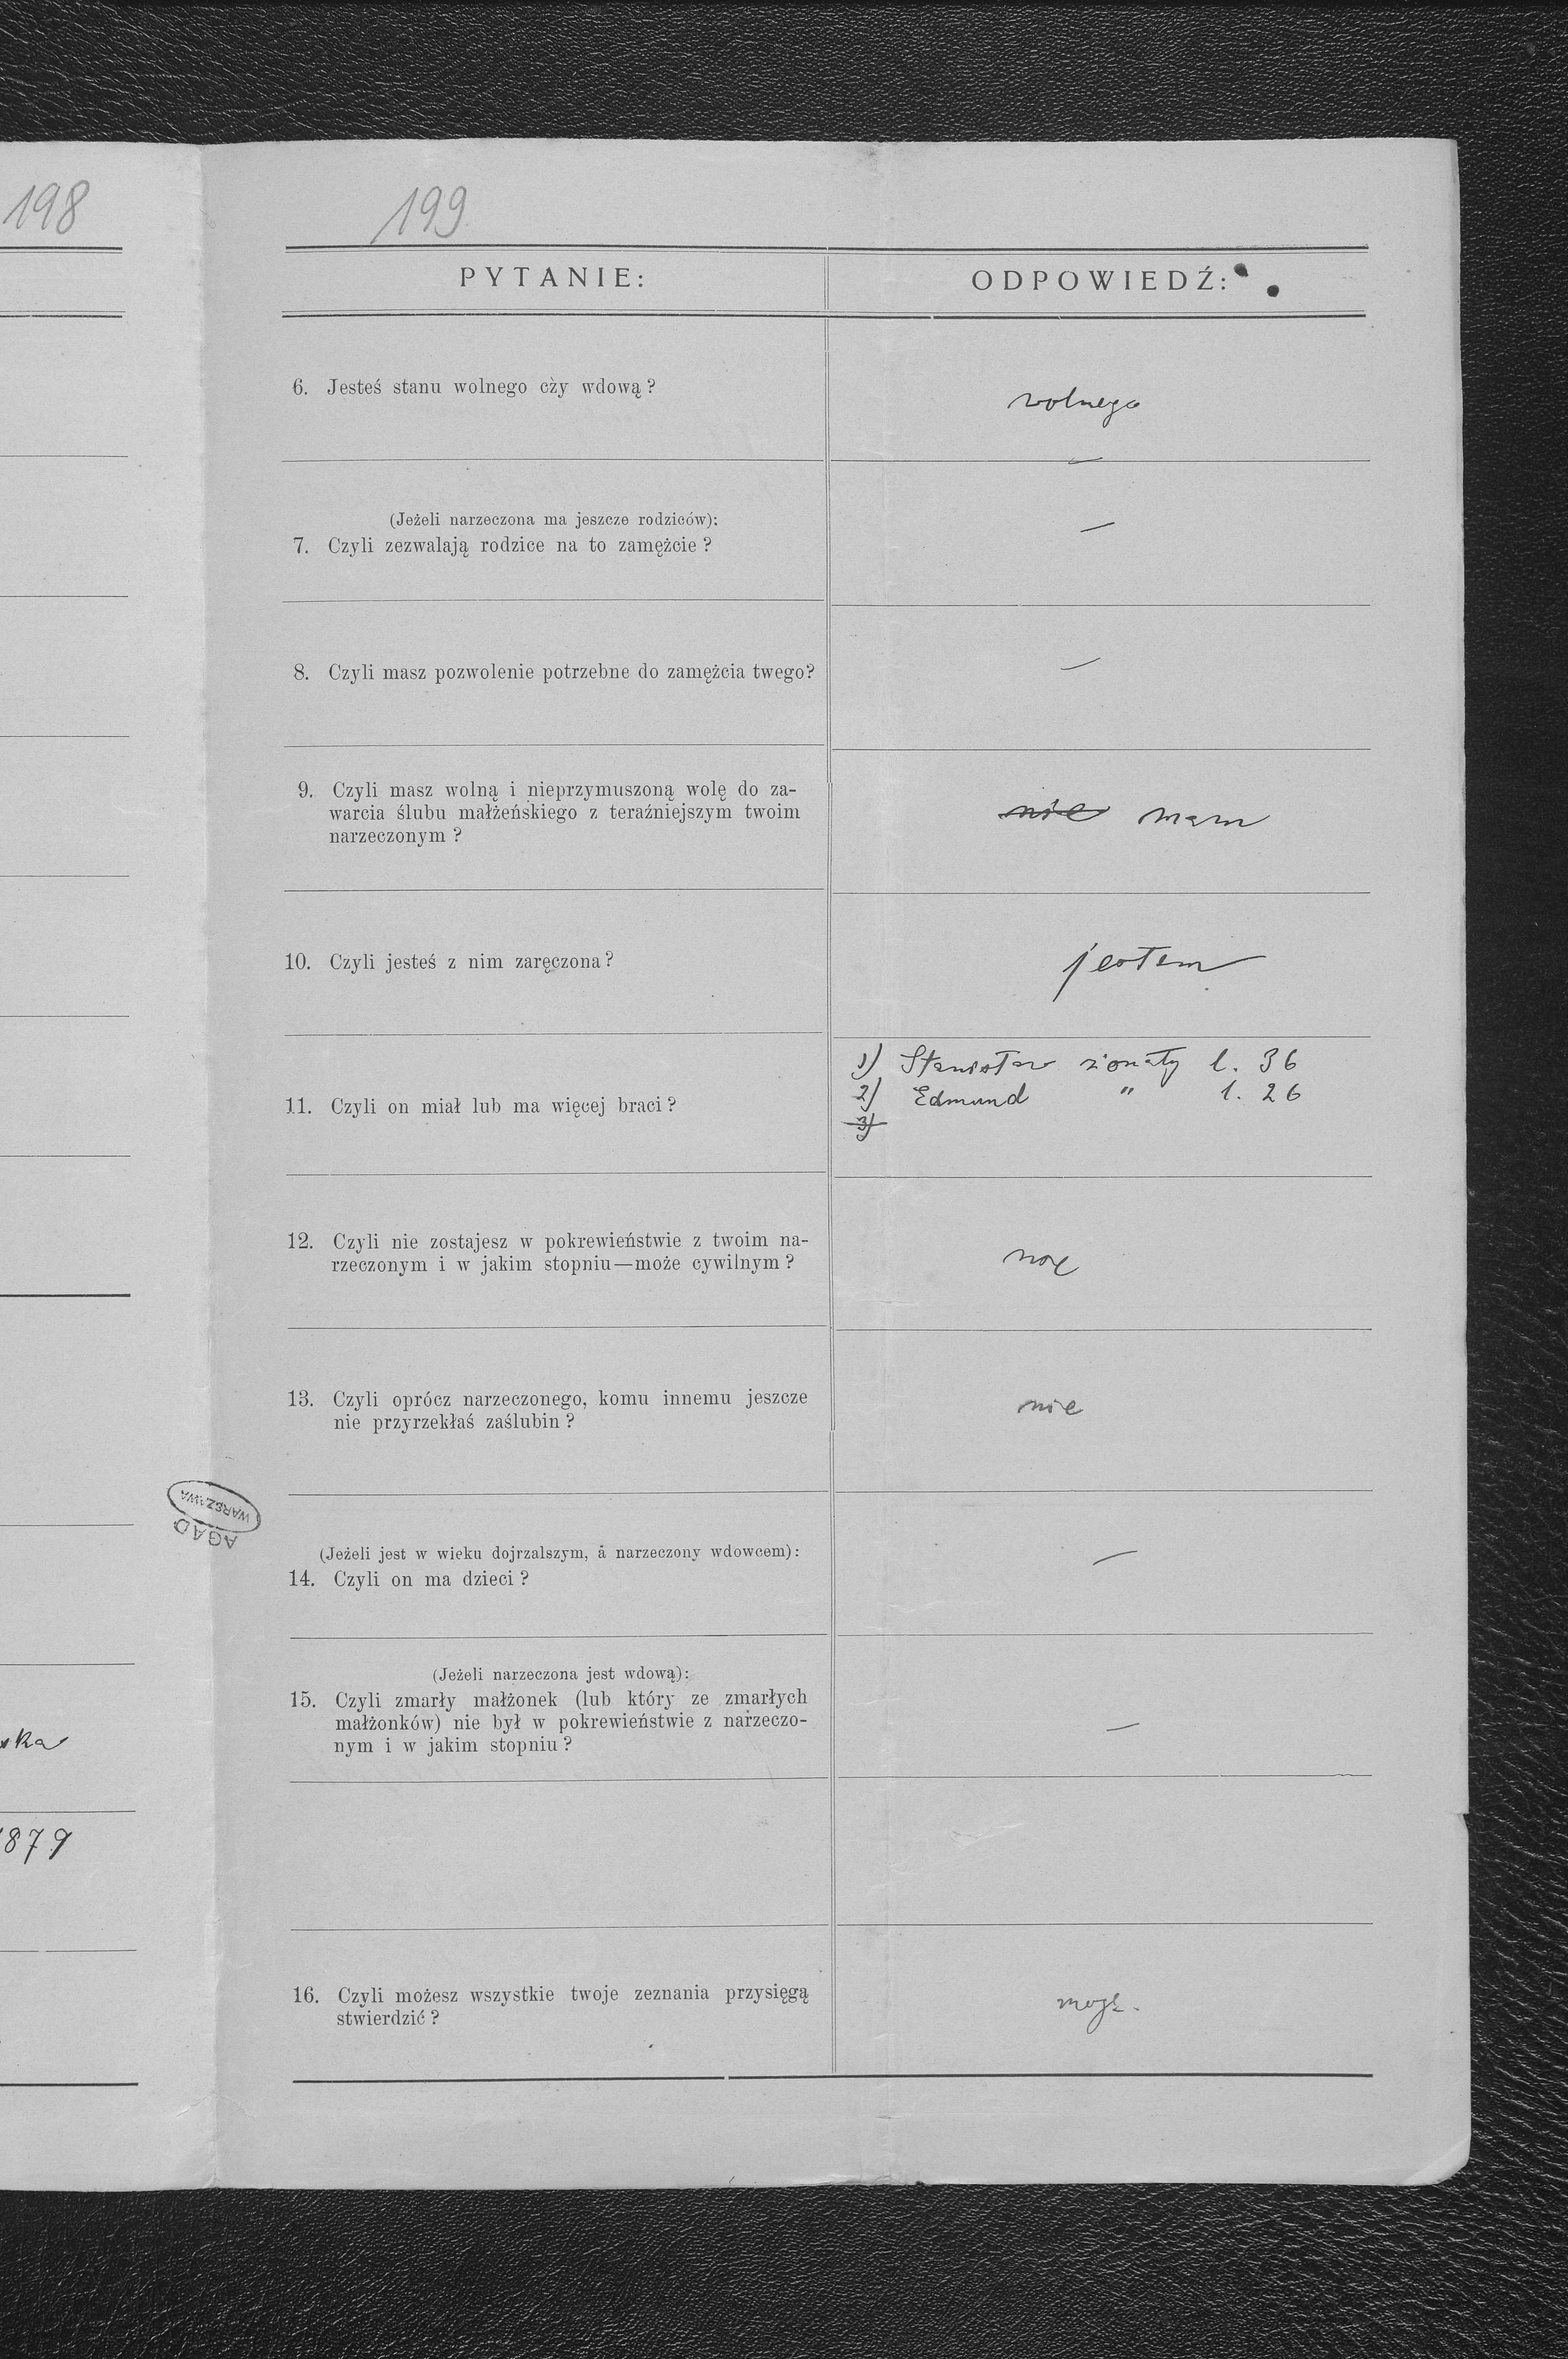 198
199
PYTANIE:
ODPOWIEDŹ:
6. Jesteś stanu wolnego czy wdową?
wolnego
(Jeżeli narzeczona ma jeszcze rodziców):
7. Czyli zezwalają rodzice na to zamężcie?
—
8. Czyli masz pozwolenie potrzebne do zamężcia twego?
—
9. Czyli masz wolną i nieprzymuszoną wolę do za-
warcia ślubu małżeńskiego z teraźniejszym twoim
narzeczonym?
nie mam
10. Czyli jesteś z nim zaręczona?
jestem
11. Czyli on miał lub ma więcej braci?
1) Stanisław żonaty l. 36
2) Edmund " l. 26
3)
12. Czyli nie zostajesz w pokrewieństwie z twoim na-
rzeczonym i w jakim stopniu—może cywilnym?
nie
13. Czyli oprócz narzeczonego, komu innemu jeszcze
nie przyrzekłaś zaślubin?
nie
AGAD
WARSZAWA
(Jeżeli jest w wieku dojrzalszym, a narzeczony wdowcem):
14. Czyli on ma dzieci?
—
(Jeżeli narzeczona jest wdową):
15. Czyli zmarły małżonek (lub który ze zmarłych
małżonków) nie był w pokrewieństwie z narzeczo-
nym i w jakim stopniu?
—
ska
1879
16. Czyli możesz wszystkie twoje zeznania przysięgą
stwierdzić?
mogę.